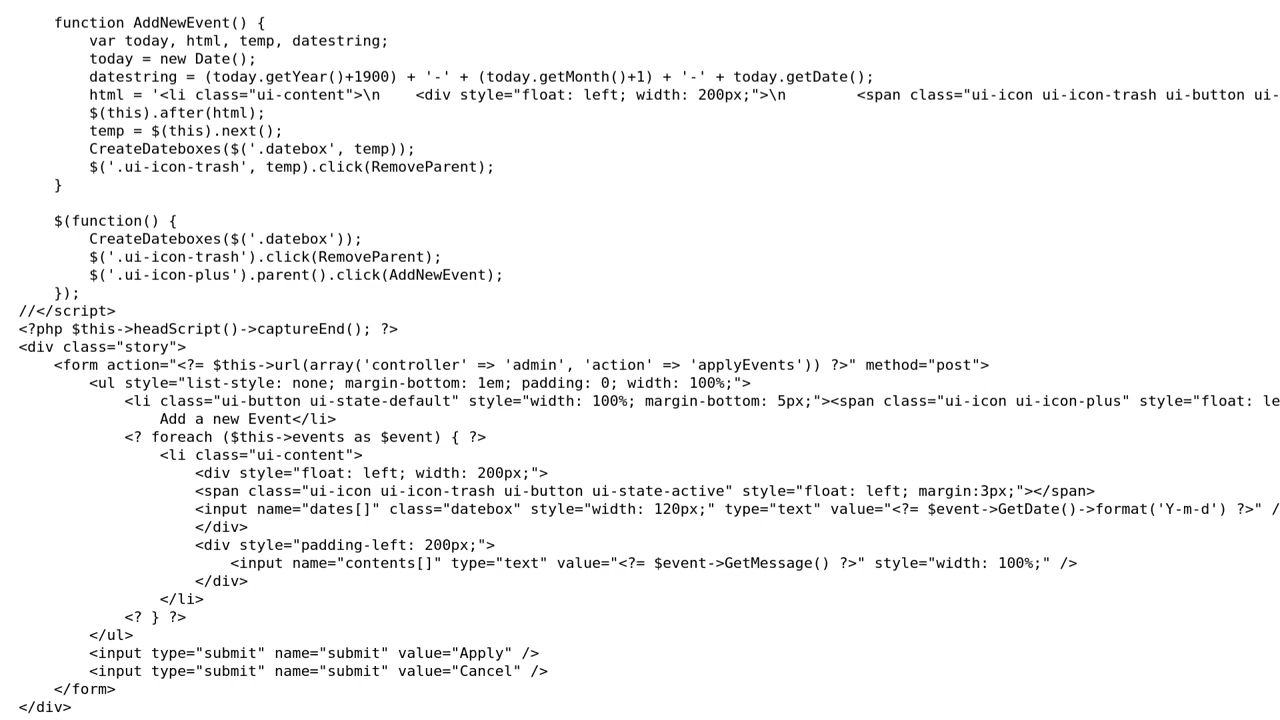 function AddNewEvent() {
        var today, html, temp, datestring;
        today = new Date();
        datestring = (today.getYear()+1900) + '-' + (today.getMonth()+1) + '-' + today.getDate();
        html = '<li class="ui-content">\n    <div style="float: left; width: 200px;">\n        <span class="ui-icon ui-icon-trash ui-button ui-
        $(this).after(html);
        temp = $(this).next();
        CreateDateboxes($('.datebox', temp));
        $('.ui-icon-trash', temp).click(RemoveParent);
    }

    $(function() {
        CreateDateboxes($('.datebox'));
        $('.ui-icon-trash').click(RemoveParent);
        $('.ui-icon-plus').parent().click(AddNewEvent);
    });
//</script>
<?php $this->headScript()->captureEnd(); ?>
<div class="story">
    <form action="<?= $this->url(array('controller' => 'admin', 'action' => 'applyEvents')) ?>" method="post">
        <ul style="list-style: none; margin-bottom: 1em; padding: 0; width: 100%;">
            <li class="ui-button ui-state-default" style="width: 100%; margin-bottom: 5px;"><span class="ui-icon ui-icon-plus" style="float: le
                Add a new Event</li>
            <? foreach ($this->events as $event) { ?>
                <li class="ui-content">
                    <div style="float: left; width: 200px;">
                    <span class="ui-icon ui-icon-trash ui-button ui-state-active" style="float: left; margin:3px;"></span>
                    <input name="dates[]" class="datebox" style="width: 120px;" type="text" value="<?= $event->GetDate()->format('Y-m-d') ?>" /
                    </div>
                    <div style="padding-left: 200px;">
                        <input name="contents[]" type="text" value="<?= $event->GetMessage() ?>" style="width: 100%;" />
                    </div>
                </li>
            <? } ?>
        </ul>
        <input type="submit" name="submit" value="Apply" />
        <input type="submit" name="submit" value="Cancel" />
    </form>
</div>